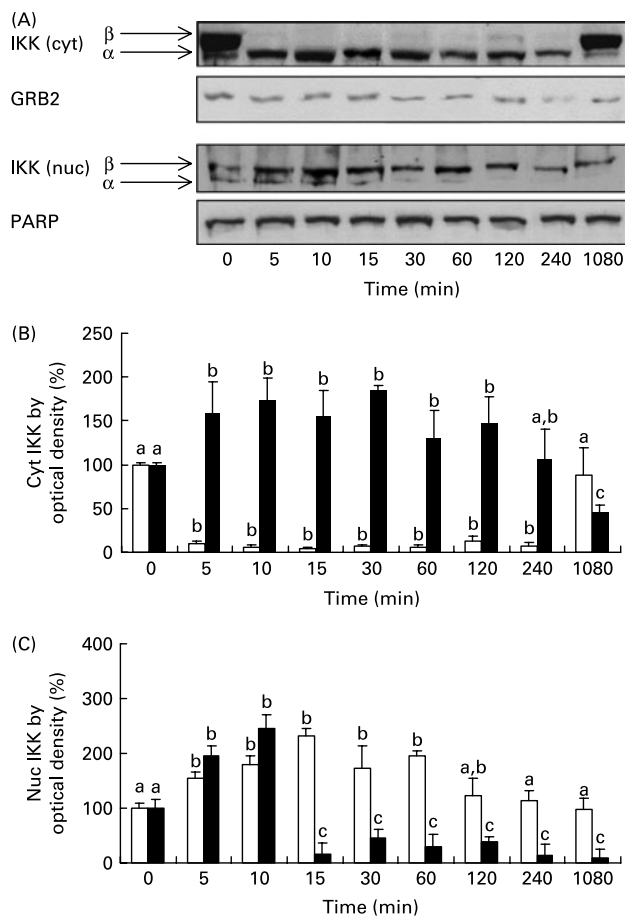 (A)
β
IKK (cyt)
α
GRB2
β
IKK (nuc)
α
PARP
0 5 10 15 30 60 120 240 1080
Time (min)
(B)
250
200
150
100
50
0
Cyt IKK by
optical density (%)
a a b b b b b b b b b b b b b b a,b b a c
0 5 10 15 30 60 120 240 1080
Time (min)
(C)
400
300
200
100
0
Nuc IKK by
optical density (%)
a a b b b b b c b c b c a,b c a c a c
0 5 10 15 30 60 120 240 1080
Time (min)